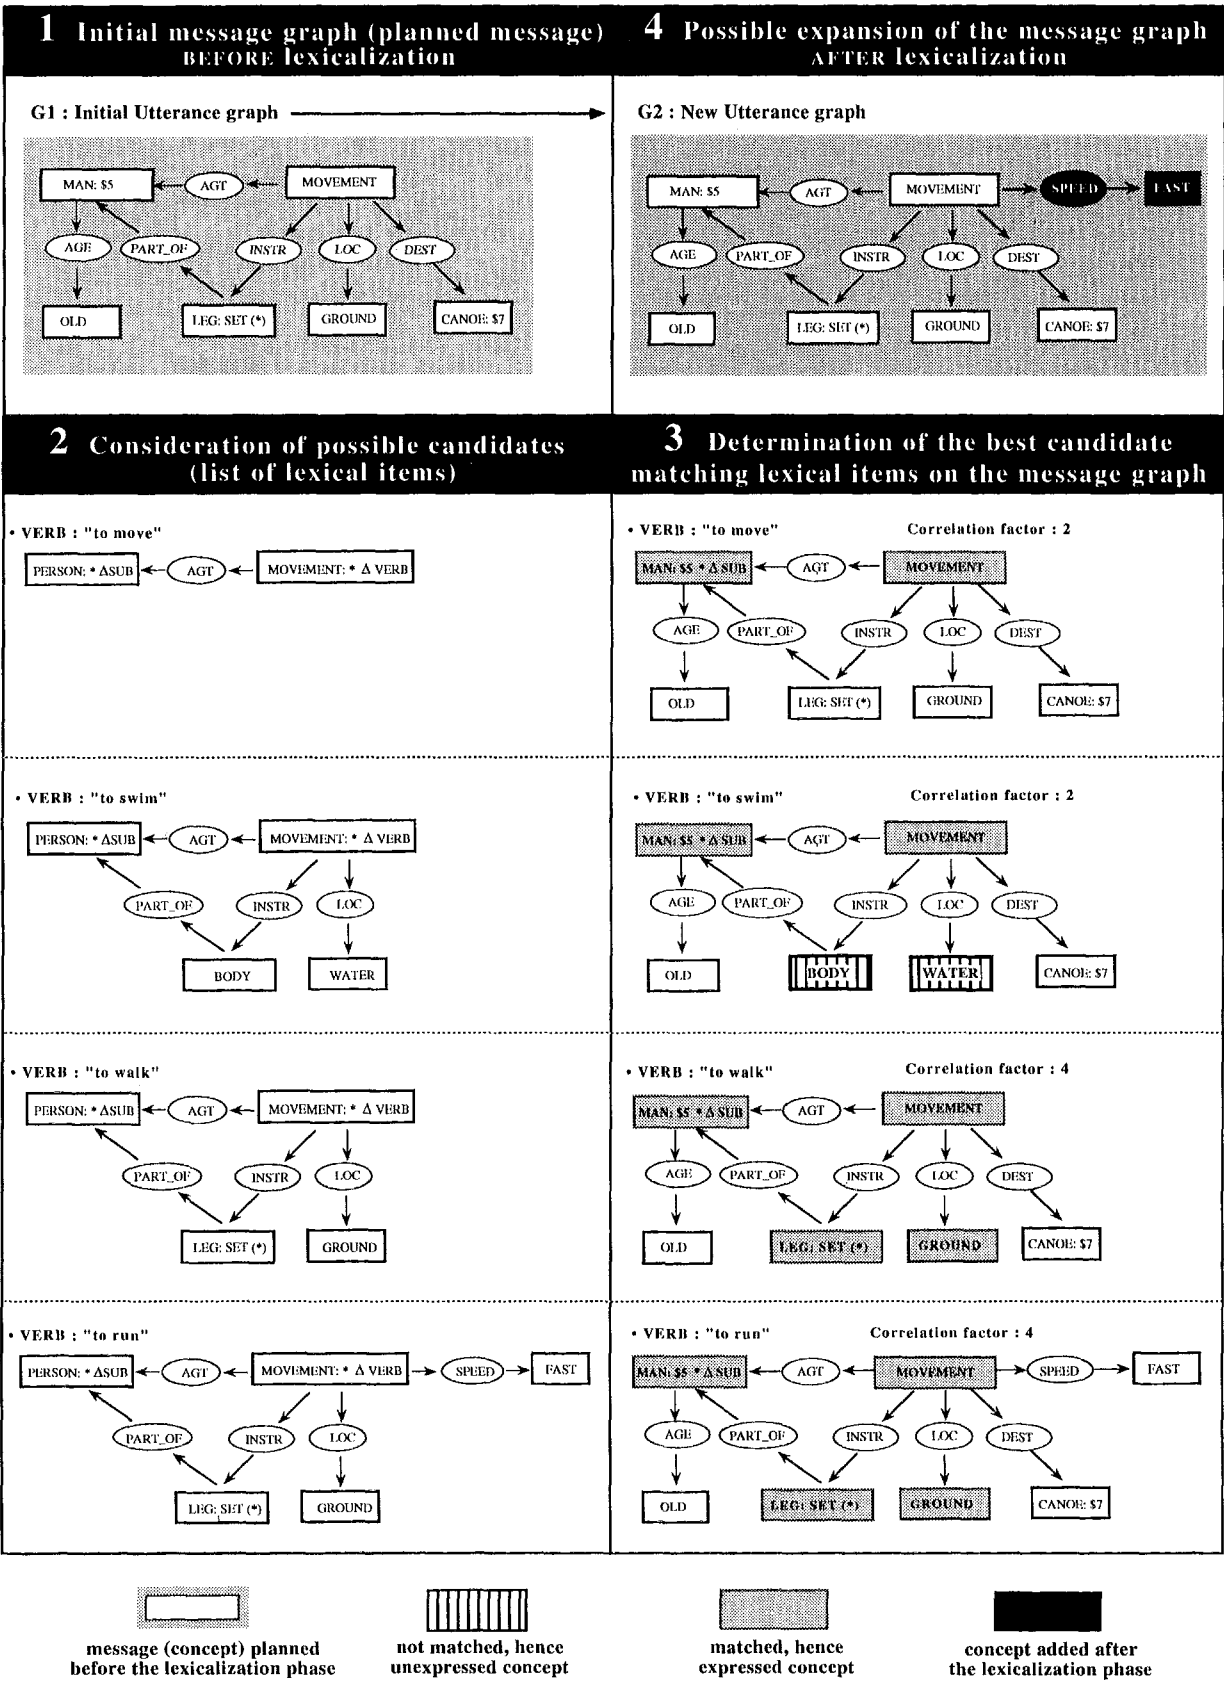 1 Initial message graph (planned message)
BEFORE lexicalization
4 Possible expansion of the message graph
AFTER lexicalization
G1 : Initial Utterance graph
MAN: $5
AGT
MOVEMENT
AGE
PART_OF
INSTR
LOC
DEST
OLD
LEG: SET (*)
GROUND
CANOE: $7
G2 : New Utterance graph
MAN: $5
AGT
MOVEMENT
SPEED
FAST
AGE
PART_OF
INSTR
LOC
DEST
OLD
LEG: SET (*)
GROUND
CANOE: $7
2 Consideration of possible candidates
(list of lexical items)
3 Determination of the best candidate
matching lexical items on the message graph
• VERB : "to move"
PERSON: * ΔSUB
AGT
MOVEMENT: * Δ VERB
• VERB : "to move"
Correlation factor : 2
MAN: $5 * Δ SUB
AGT
MOVEMENT
AGE
PART_OF
INSTR
LOC
DEST
OLD
LEG: SET (*)
GROUND
CANOE: $7
• VERB : "to swim"
PERSON: * ΔSUB
AGT
MOVEMENT: * Δ VERB
PART_OF
INSTR
LOC
BODY
WATER
• VERB : "to swim"
Correlation factor : 2
MAN: $5 * Δ SUB
AGT
MOVEMENT
AGE
PART_OF
INSTR
LOC
DEST
OLD
BODY
WATER
CANOE: $7
• VERB : "to walk"
PERSON: * ΔSUB
AGT
MOVEMENT: * Δ VERB
PART_OF
INSTR
LOC
LEG: SET (*)
GROUND
• VERB : "to walk"
Correlation factor : 4
MAN: $5 * Δ SUB
AGT
MOVEMENT
AGE
PART_OF
INSTR
LOC
DEST
OLD
LEG: SET (*)
GROUND
CANOE: $7
• VERB : "to run"
PERSON: * ΔSUB
AGT
MOVEMENT: * Δ VERB
SPEED
FAST
PART_OF
INSTR
LOC
LEG: SET (*)
GROUND
• VERB : "to run"
Correlation factor : 4
MAN: $5 * Δ SUB
AGT
MOVEMENT
SPEED
FAST
AGE
PART_OF
INSTR
LOC
DEST
OLD
LEG: SET (*)
GROUND
CANOE: $7
message (concept) planned
before the lexicalization phase
not matched, hence
unexpressed concept
matched, hence
expressed concept
concept added after
the lexicalization phase